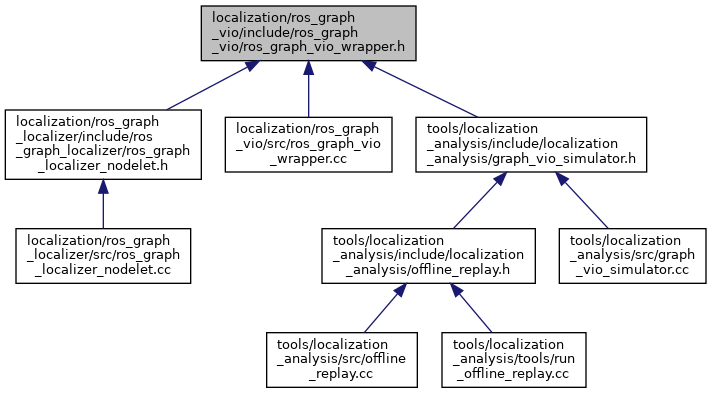 localization/ros_graph
_vio/include/ros_graph
_vio/ros_graph_vio_wrapper.h
localization/ros_graph
_localizer/include/ros
_graph_localizer/ros_graph
_localizer_nodelet.h
localization/ros_graph
_vio/src/ros_graph_vio
_wrapper.cc
tools/localization
_analysis/include/localization
_analysis/graph_vio_simulator.h
localization/ros_graph
_localizer/src/ros_graph
_localizer_nodelet.cc
tools/localization
_analysis/include/localization
_analysis/offline_replay.h
tools/localization
_analysis/src/graph
_vio_simulator.cc
tools/localization
_analysis/src/offline
_replay.cc
tools/localization
_analysis/tools/run
_offline_replay.cc